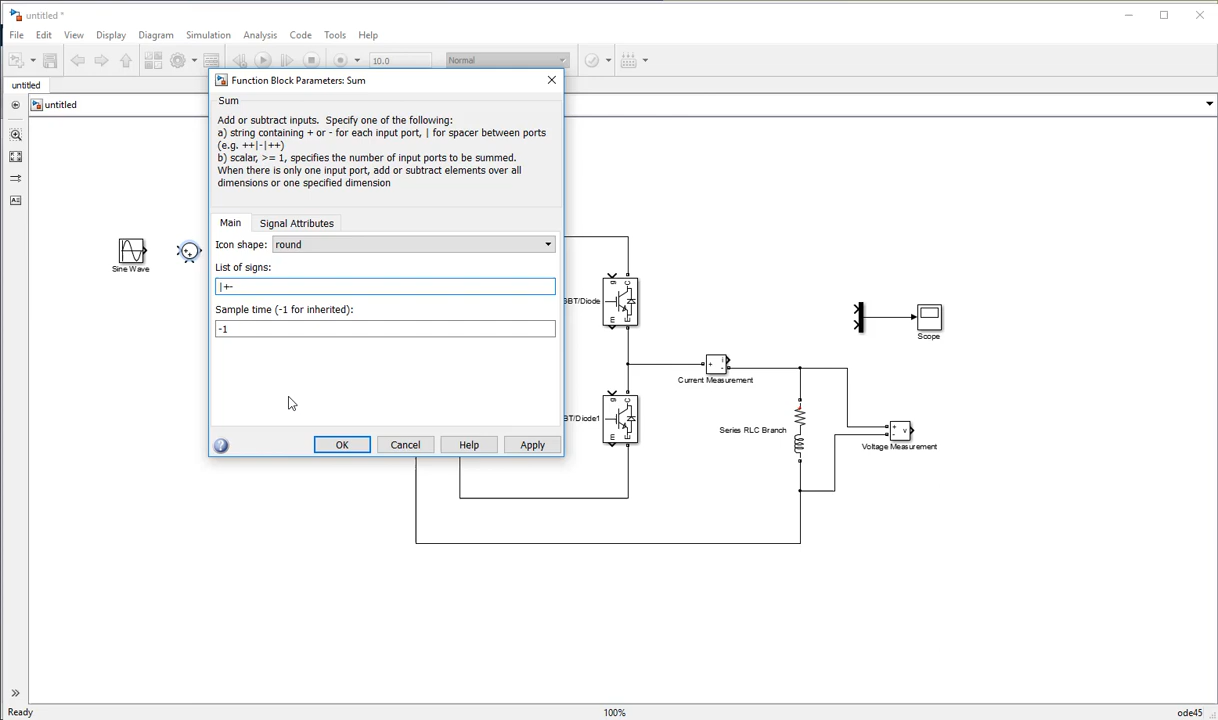 untitled *
File Edit View Display Diagram Simulation Analysis Code Tools Help
10.0 Normal
untitled
untitled
Function Block Parameters: Sum
Sum
Add or subtract inputs. Specify one of the following:
a) string containing + or - for each input port, | for spacer between ports
(e.g. ++|-|++)
b) scalar, >= 1, specifies the number of input ports to be summed.
When there is only one input port, add or subtract elements over all
dimensions or one specified dimension
Main Signal Attributes
Icon shape: round
List of signs:
|+-
Sample time (-1 for inherited):
-1
OK Cancel Help Apply
Sine Wave
GBT/Diode
g C
m E
BT/Diode1
g C
m E
+ i
-
Current Measurement
Series RLC Branch
+ v
-
Voltage Measurement
Scope
Ready 100% ode45